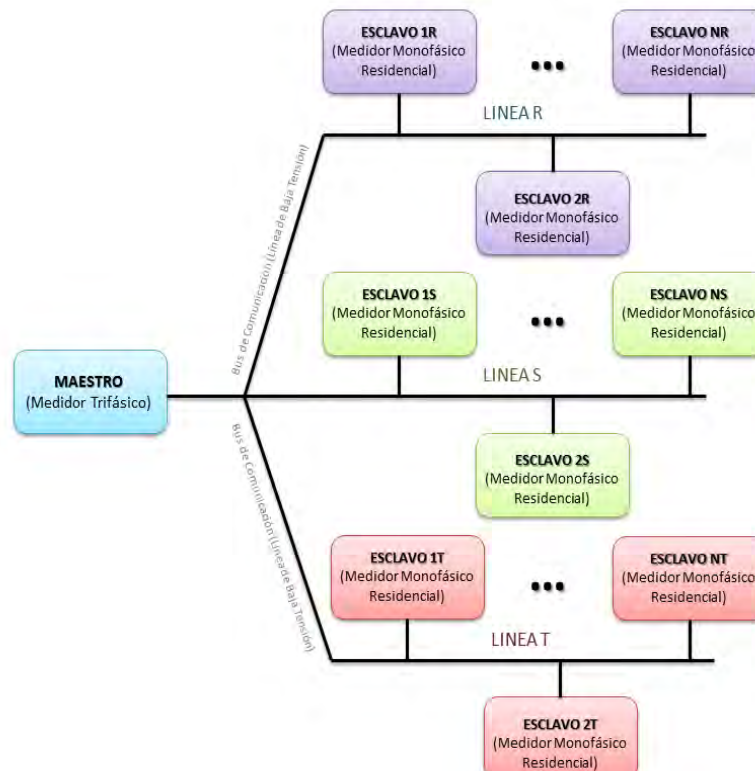 ESCLAVO 1R
(Medidor Monofásico
Residencial)
...
ESCLAVO NR
(Medidor Monofásico
Residencial)
LINEA R
ESCLAVO 2R
(Medidor Monofásico
Residencial)
Bus de Comunicación (Línea de Baja Tensión)
ESCLAVO 1S
(Medidor Monofásico
Residencial)
...
ESCLAVO NS
(Medidor Monofásico
Residencial)
MAESTRO
(Medidor Trifásico)
LINEA S
ESCLAVO 2S
(Medidor Monofásico
Residencial)
Bus de Comunicación (Línea de Baja Tensión)
ESCLAVO 1T
(Medidor Monofásico
Residencial)
...
ESCLAVO NT
(Medidor Monofásico
Residencial)
LINEA T
ESCLAVO 2T
(Medidor Monofásico
Residencial)